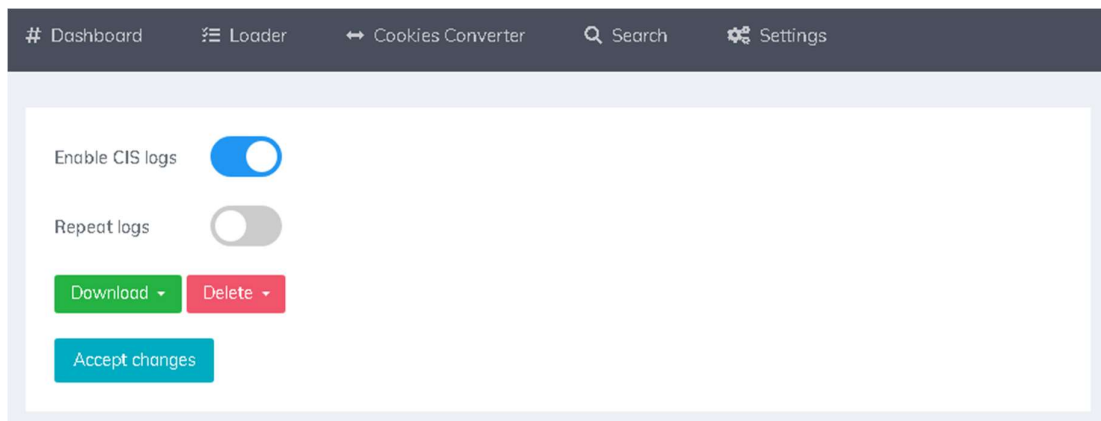 # Dashboard Loader Cookies Converter Search Settings
Enable CIS logs
Repeat logs
Download Delete
Accept changes